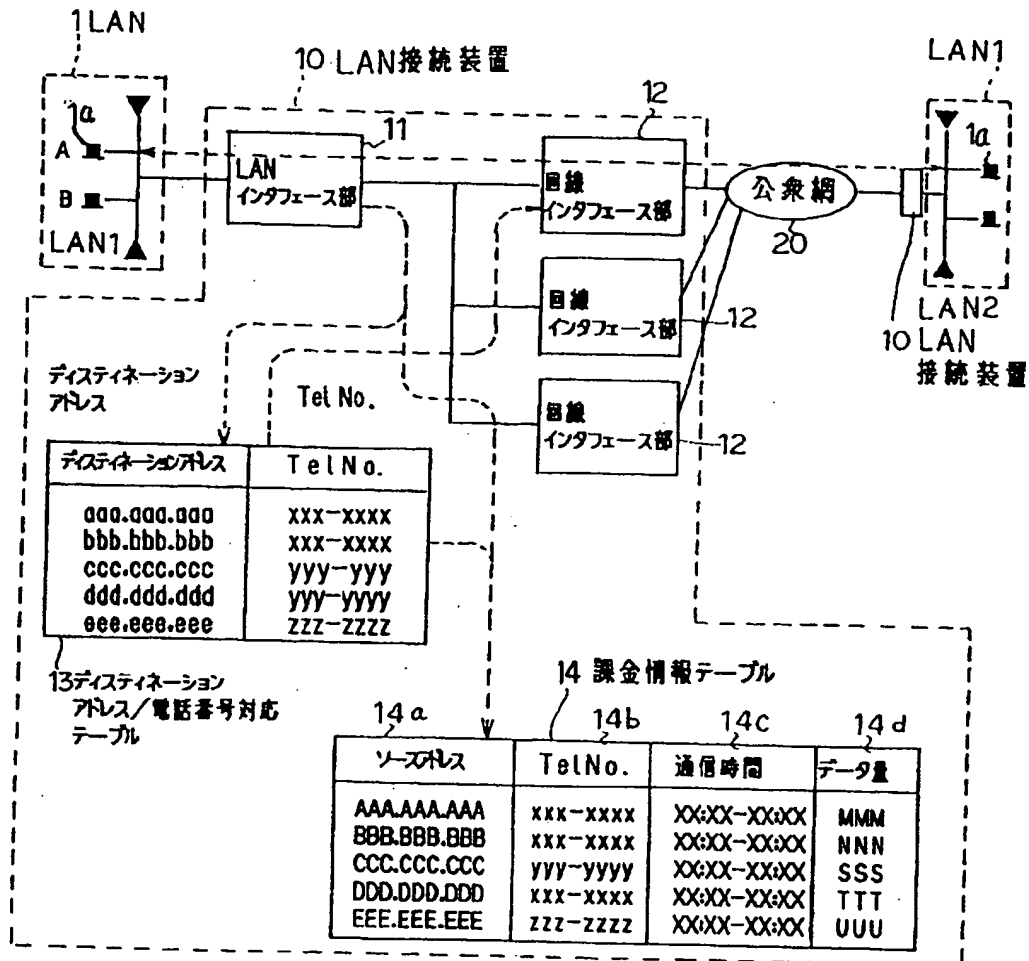 1 LAN
1a
A
B
LAN1
10 LAN接続装置
11
LAN
インタフェース部
12
回線
インタフェース部
回線
インタフェース部
12
回線
インタフェース部
12
公衆網
20
LAN1
1a
LAN2
10 LAN
接続装置
ディスティネーション
アドレス
Tel No.
ディスティネーションアドレス TelNo.
aaa.aaa.aaa xxx-xxxx
bbb.bbb.bbb xxx-xxxx
ccc.ccc.ccc yyy-yyy
ddd.ddd.ddd yyy-yyyy
eee.eee.eee zzz-zzzz
13ディスティネーション
アドレス/電話番号対応
テーブル
14 課金情報テーブル
14a 14b 14c 14d
ソースアドレス TelNo. 通信時間 データ量
AAA.AAA.AAA xxx-xxxx XX:XX-XX:XX MMM
BBB.BBB.BBB xxx-xxxx XX:XX-XX:XX NNN
CCC.CCC.CCC yyy-yyyy XX:XX-XX:XX SSS
DDD.DDD.DDD xxx-xxxx XX:XX-XX:XX TTT
EEE.EEE.EEE zzz-zzzz XX:XX-XX:XX UUU